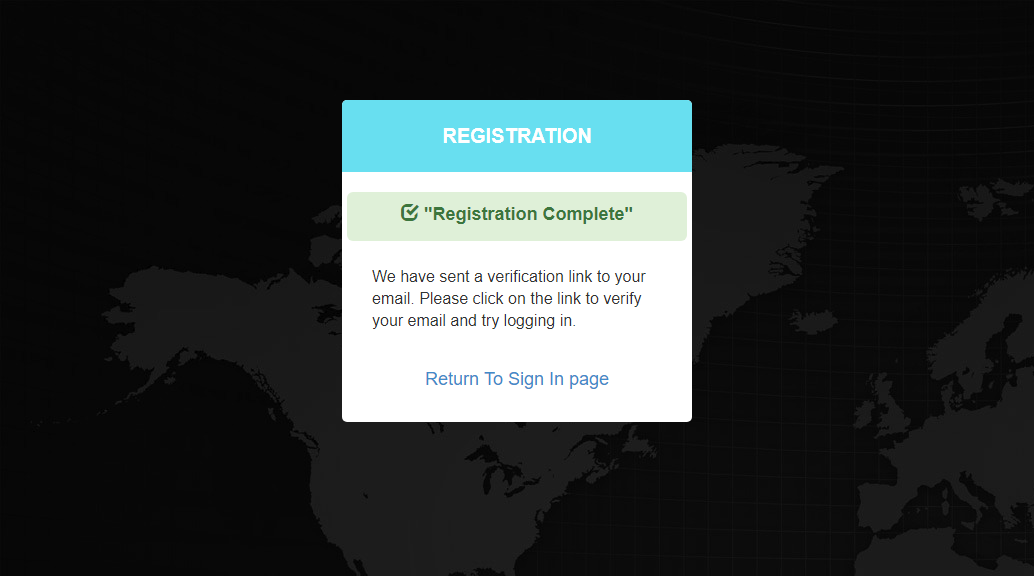 REGISTRATION
"Registration Complete"
We have sent a verification link to your
email. Please click on the link to verify
your email and try logging in.
Return To Sign In page